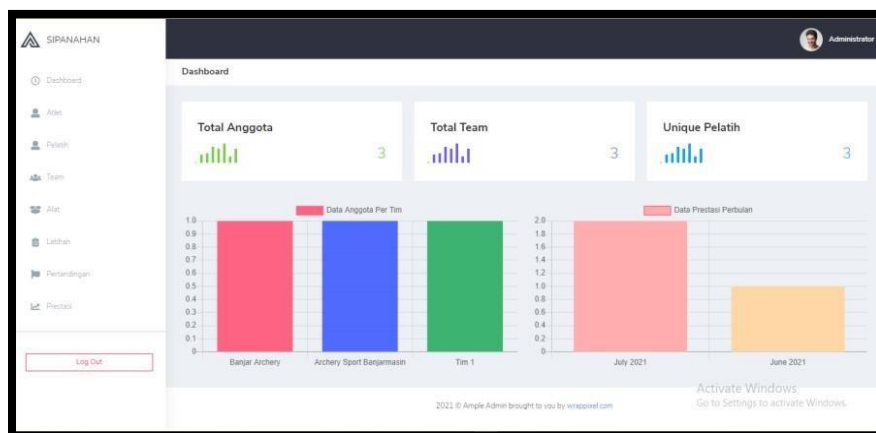 SIPANAHAN
Administrator
Dashboard
Dashboard
Atlet
Pelatih
Team
Alat
Latihan
Pertandingan
Prestasi
Log Out
Total Anggota
3
Total Team
3
Unique Pelatih
3
Data Anggota Per Tim
1.0
0.9
0.8
0.7
0.6
0.5
0.4
0.3
0.2
0.1
0
Banjar Archery
Archery Sport Banjarmasin
Tim 1
Data Prestasi Perbulan
2.0
1.8
1.6
1.4
1.2
1.0
0.8
0.6
0.4
0.2
0
July 2021
June 2021
2021 © Ample Admin brought to you by wrappixel.com
Activate Windows
Go to Settings to activate Windows.